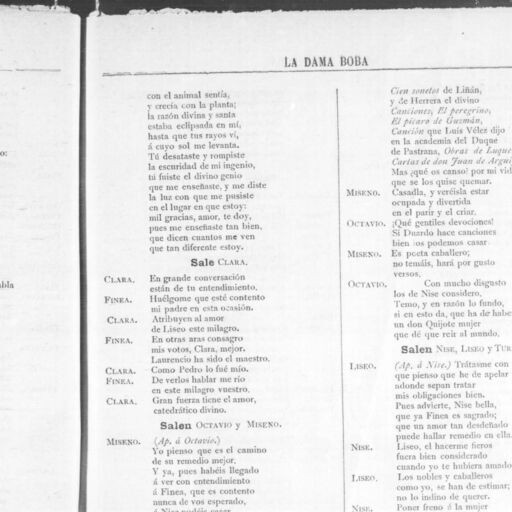 o:
bla
LA DAMA BOBA
con el animal sentía,
y crecía con la planta;
la razón divina y santa
estaba eclipsada en mí,
hasta que tus rayos ví,
á cuyo sol me levanta.
Tú desataste y rompiste
la escuridad de mi ingenio,
tú fuiste el divino genio
que me enseñaste, y me diste
la luz con que me pusiste
en el lugar en que estoy:
mil gracias, amor, te doy,
pues me enseñaste tan bien,
que dicen cuantos me ven
que tan diferente estoy.
Sale CLARA.
CLARA. En grande conversación
están de tu entendimiento.
FINEA. Huélgome que esté contento
mi padre en esta ocasión.
CLARA. Atribuyen al amor
de Liseo este milagro.
FINEA. En otras aras consagro
mis votos, Clara, mejor.
Laurencio ha sido el maestro.
CLARA. Como Pedro lo fué mío.
FINEA. De verlos hablar me río
en este milagro vuestro.
CLARA. Gran fuerza tiene el amor,
catedrático divino.
Salen OCTAVIO y MISENO.
MISENO. (Ap. á Octavio.)
Yo pienso que es el camino
de su remedio mejor.
Y ya, pues habéis llegado
á ver con entendimiento
á Finea, que es contento
nunca de vos esperado,
á Nise podéis casar
Cien sonetos de Liñán,
y de Herrera el divino
Canciones, El peregrino,
El pícaro de Guzmán,
Canción que Luis Vélez dijo
en la academia del Duque
de Pastrana, Obras de Luque
Cartas de don Juan de Argui
Mas ¿qué os canso? por mi vid
que se los quise quemar.
MISENO. Casadla, y veréisla estar
ocupada y divertida
en el parir y el criar.
OCTAVIO. ¡Qué gentiles devociones!
Si Duardo hace canciones
bien los podemos casar.
MISENO. Es poeta caballero;
no temáis, hará por gusto
versos.
OCTAVIO. Con mucho disgusto
los de Nise considero.
Temo, y en razón lo fundo,
si en esto da, que ha de habe
un don Quijote mujer
que dé que reir al mundo.
Salen NISE, LISEO y TUR
LISEO. (Ap. á Nise.) Trátasme con
que pienso que he de apelar
adonde sepan tratar
mis obligaciones bien.
Pues advierte, Nise bella,
que ya Finea es sagrado;
que un amor tan desdeñado
puede hallar remedio en ella.
NISE. Liseo, el hacerme fieros
fuera bien considerado
cuando yo te hubiera amado
LISEO. Los nobles y caballeros
como yo, se han de estimar;
no lo indino de querer.
NISE. Poner freno á la mujer